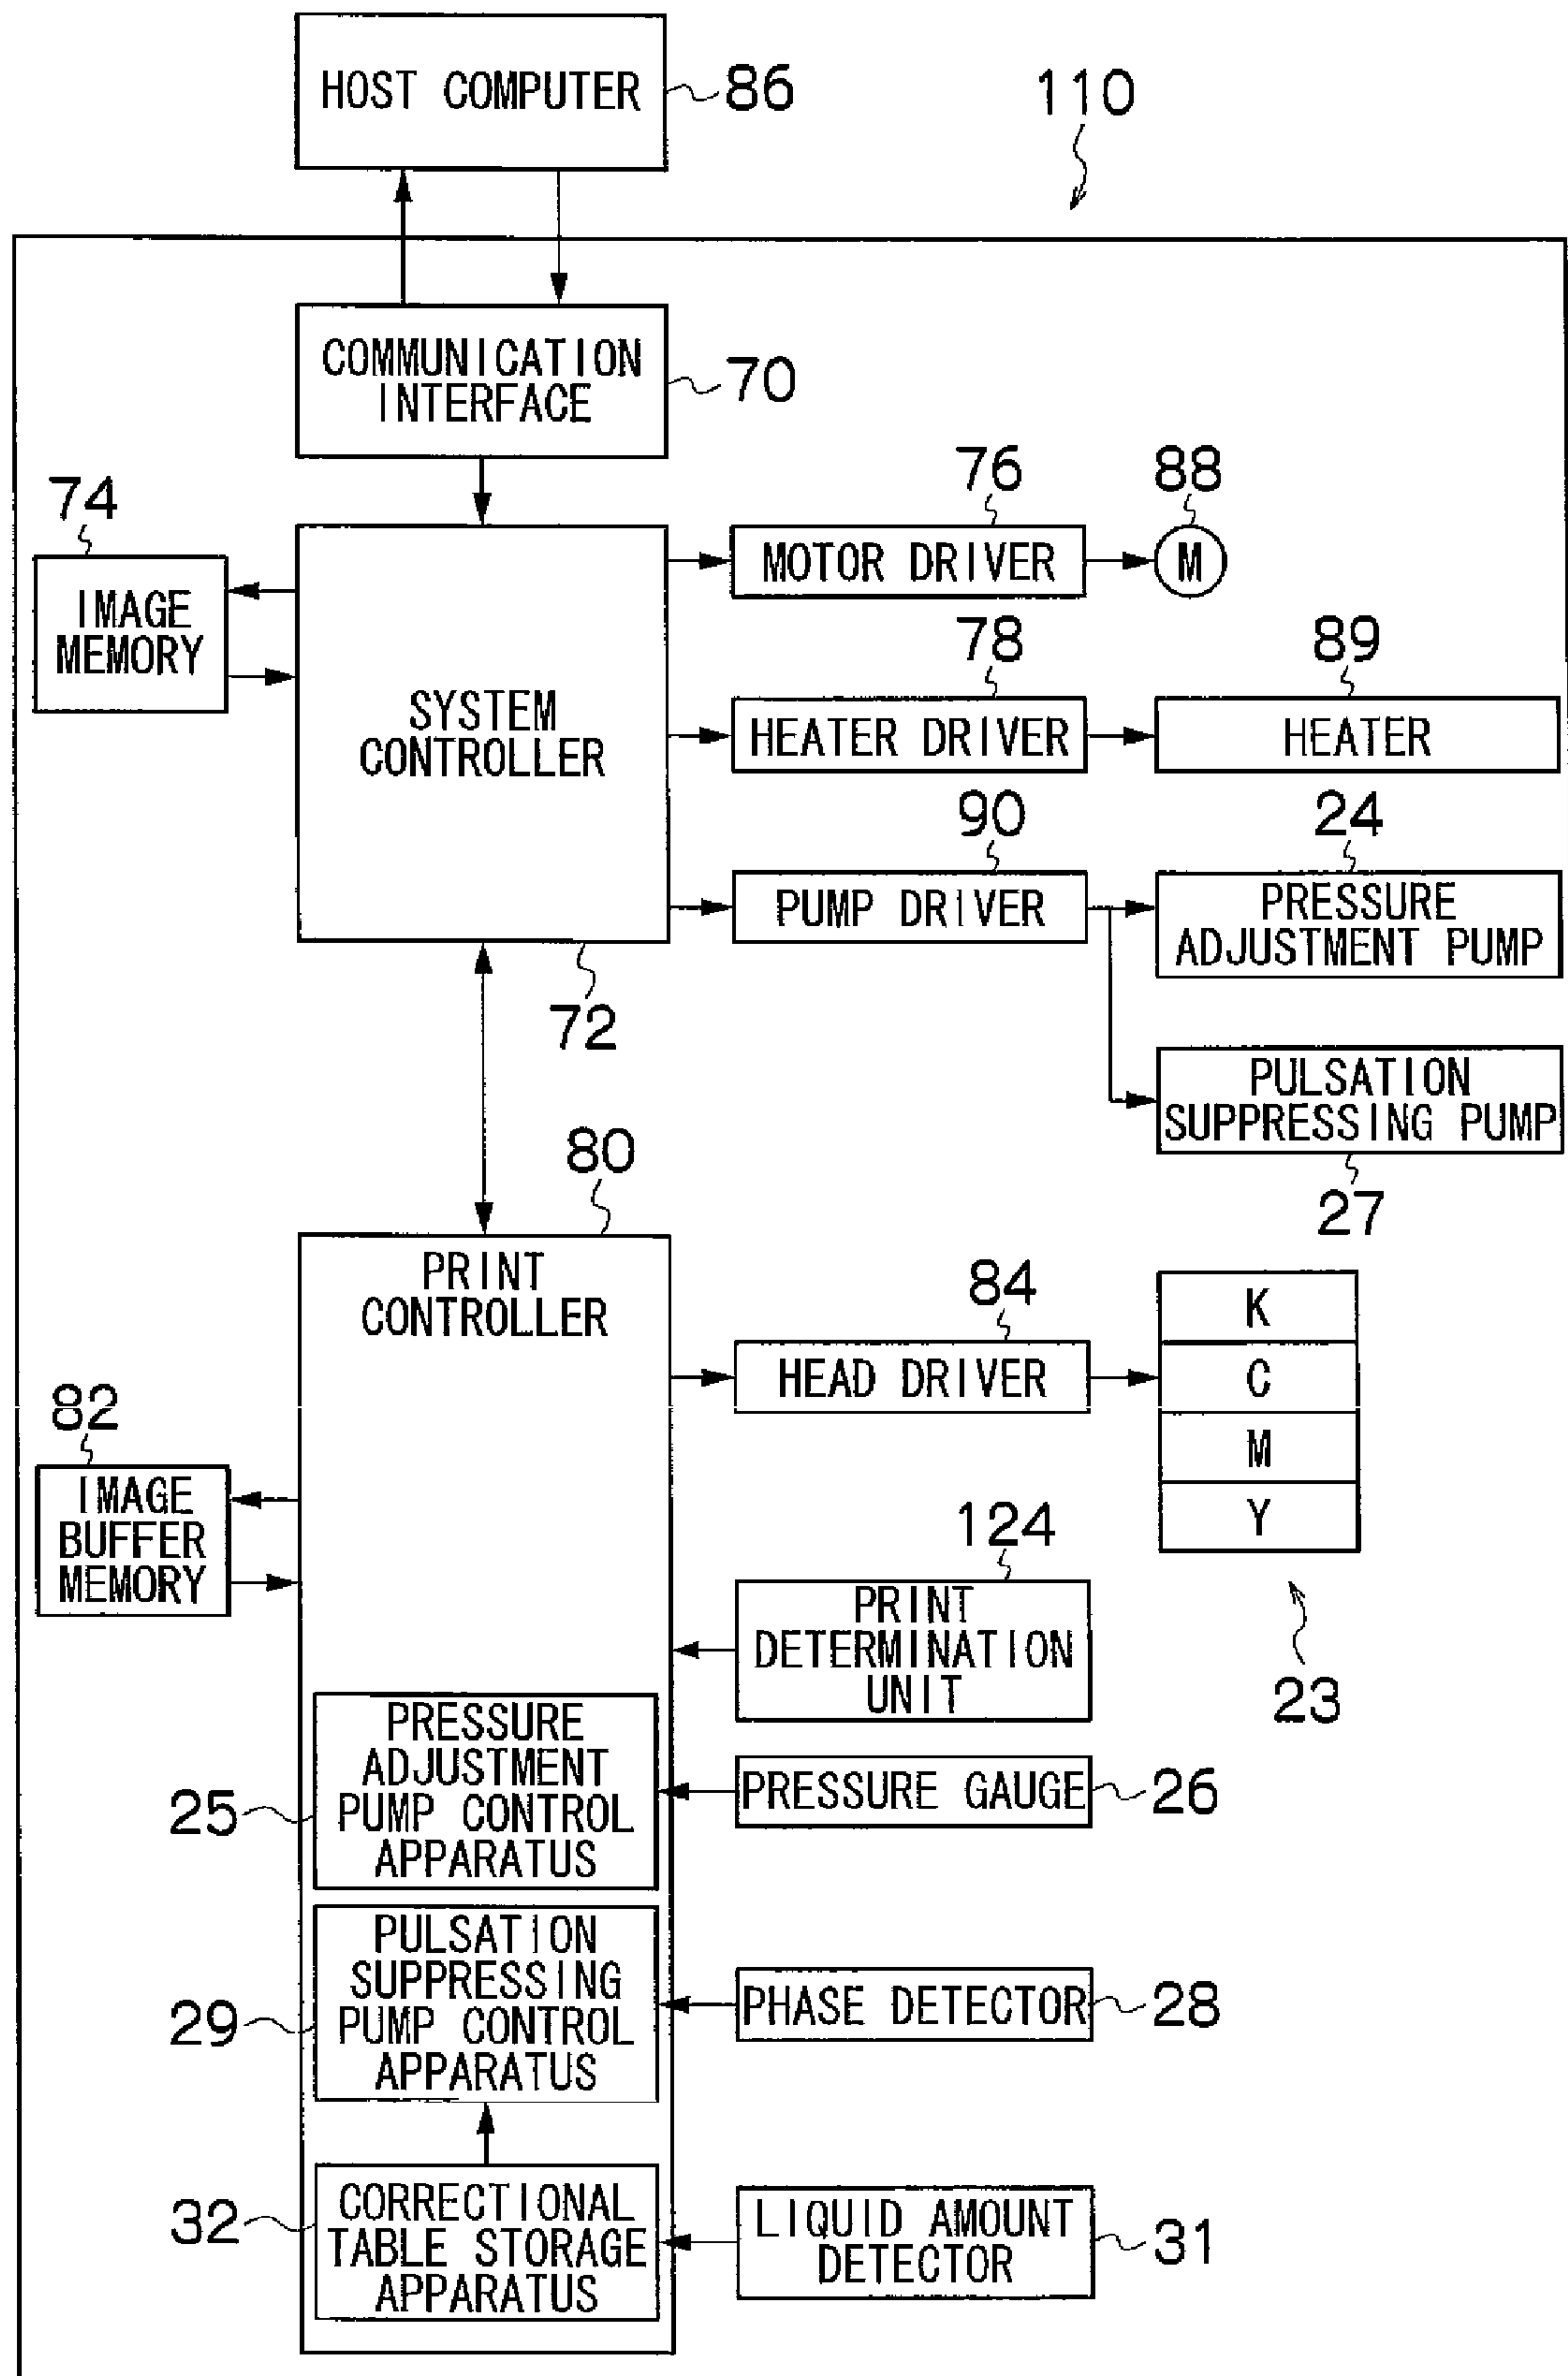 HOST COMPUTER
86
110
COMMUNICATION
INTERFACE
70
74
IMAGE
MEMORY
SYSTEM
CONTROLLER
72
76
MOTOR DRIVER
88
M
78
HEATER DRIVER
89
HEATER
90
PUMP DRIVER
24
PRESSURE
ADJUSTMENT PUMP
PULSATION
SUPPRESSING PUMP
27
80
PRINT
CONTROLLER
84
HEAD DRIVER
K
C
M
Y
23
82
IMAGE
BUFFER
MEMORY
124
PRINT
DETERMINATION
UNIT
25
PRESSURE
ADJUSTMENT
PUMP CONTROL
APPARATUS
PRESSURE GAUGE
26
29
PULSATION
SUPPRESSING
PUMP CONTROL
APPARATUS
PHASE DETECTOR
28
32
CORRECTIONAL
TABLE STORAGE
APPARATUS
LIQUID AMOUNT
DETECTOR
31